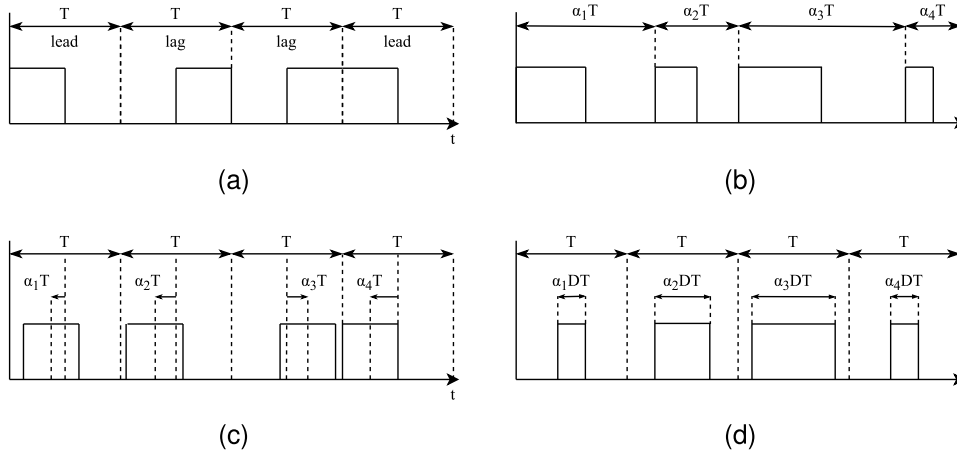 T T T T
lead lag lag lead
t
(a)
α₁T α₂T α₃T α₄T
(b)
T T T T
α₁T α₂T α₃T α₄T
t
(c)
T T T T
α₁DT α₂DT α₃DT α₄DT
(d)